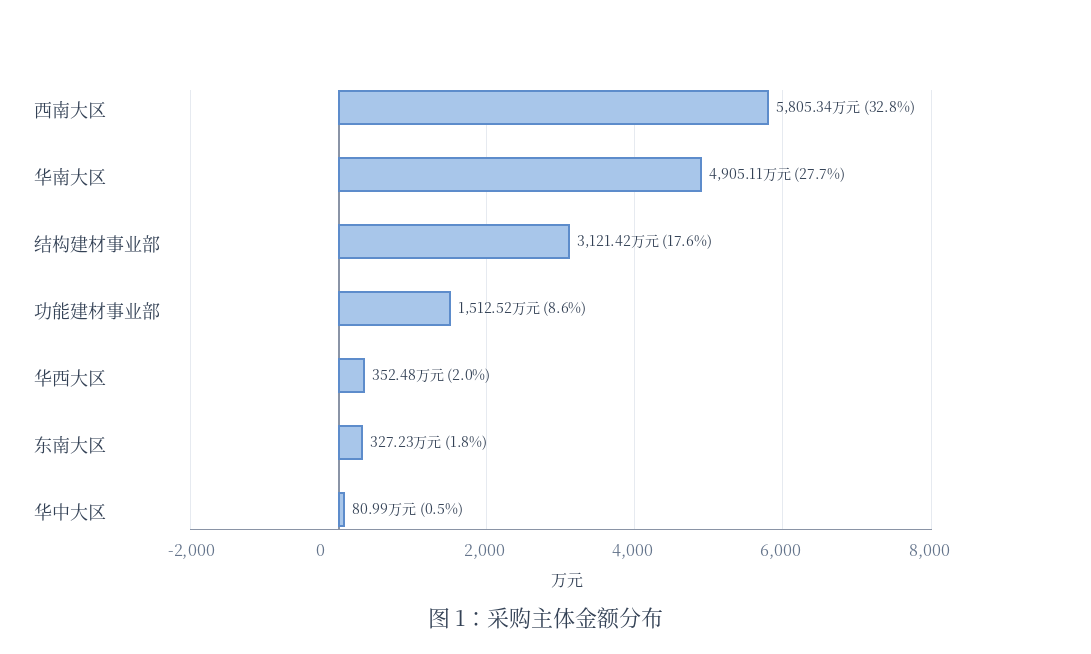 西南大区 5,805.34万元 (32.8%)
华南大区 4,905.11万元 (27.7%)
结构建材事业部 3,121.42万元 (17.6%)
功能建材事业部 1,512.52万元 (8.6%)
华西大区 352.48万元 (2.0%)
东南大区 327.23万元 (1.8%)
华中大区 80.99万元 (0.5%)
-2,000 0 2,000 4,000 6,000 8,000
万元
图 1：采购主体金额分布